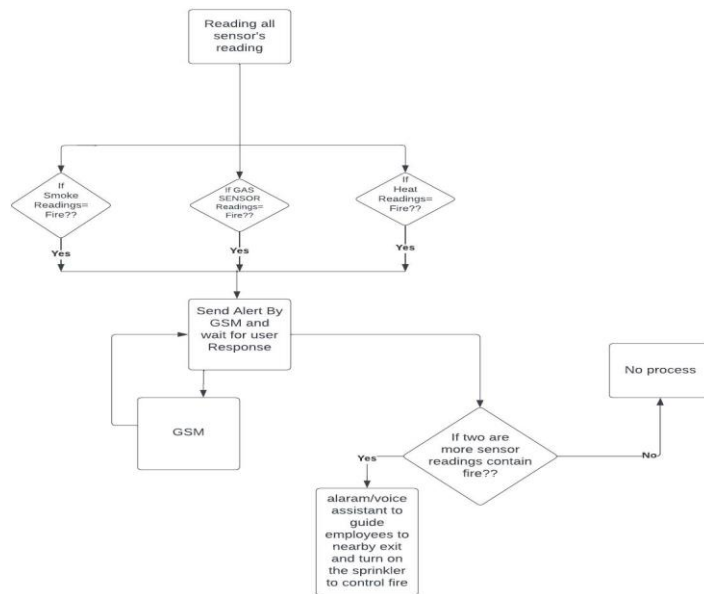 Reading all
sensor's
reading
If
Smoke
Readings=
Fire??
If GAS
SENSOR
Readings=
Fire??
If
Heat
Readings=
Fire??
Yes
Yes
Yes
Send Alert By
GSM and
wait for user
Response
No process
GSM
If two are
more sensor
readings contain
fire??
Yes
No
alaram/voice
assistant to
guide
employees to
nearby exit
and turn on
the sprinkler
to control fire